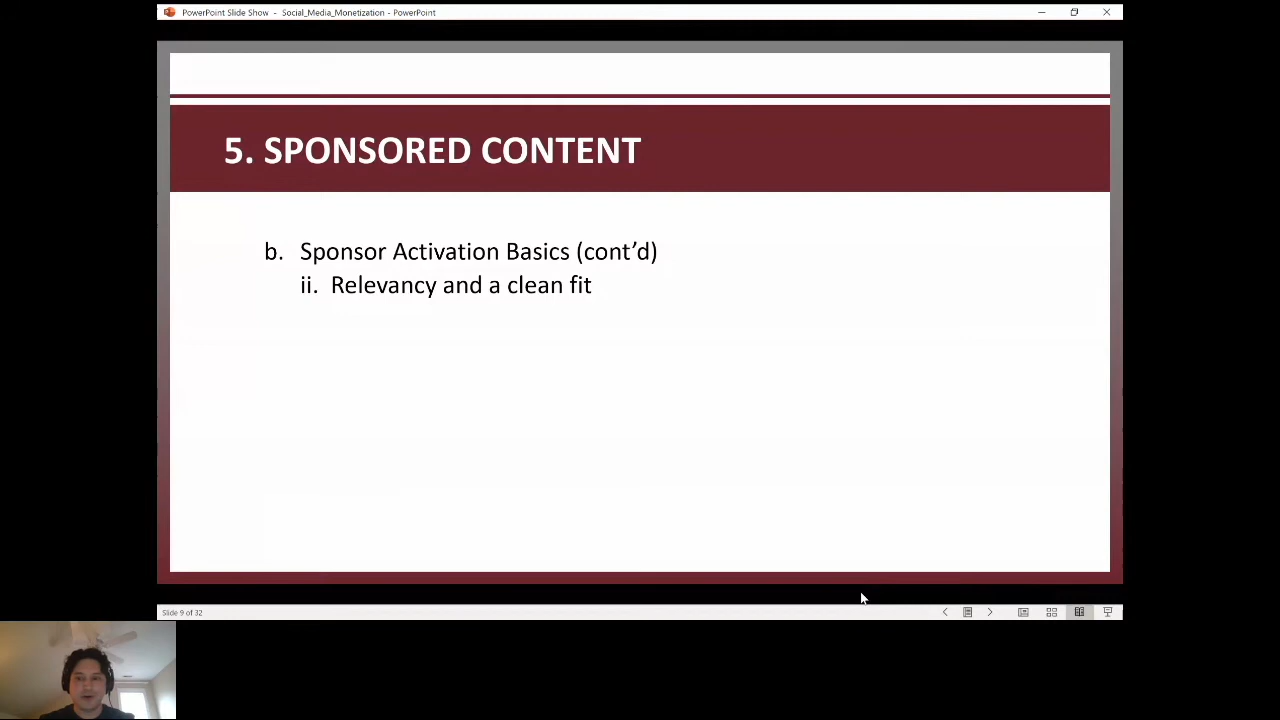 PowerPoint Slide Show - Social_Media_Monetization - PowerPoint
5. SPONSORED CONTENT
b. Sponsor Activation Basics (cont’d)
ii. Relevancy and a clean fit
Slide 9 of 32